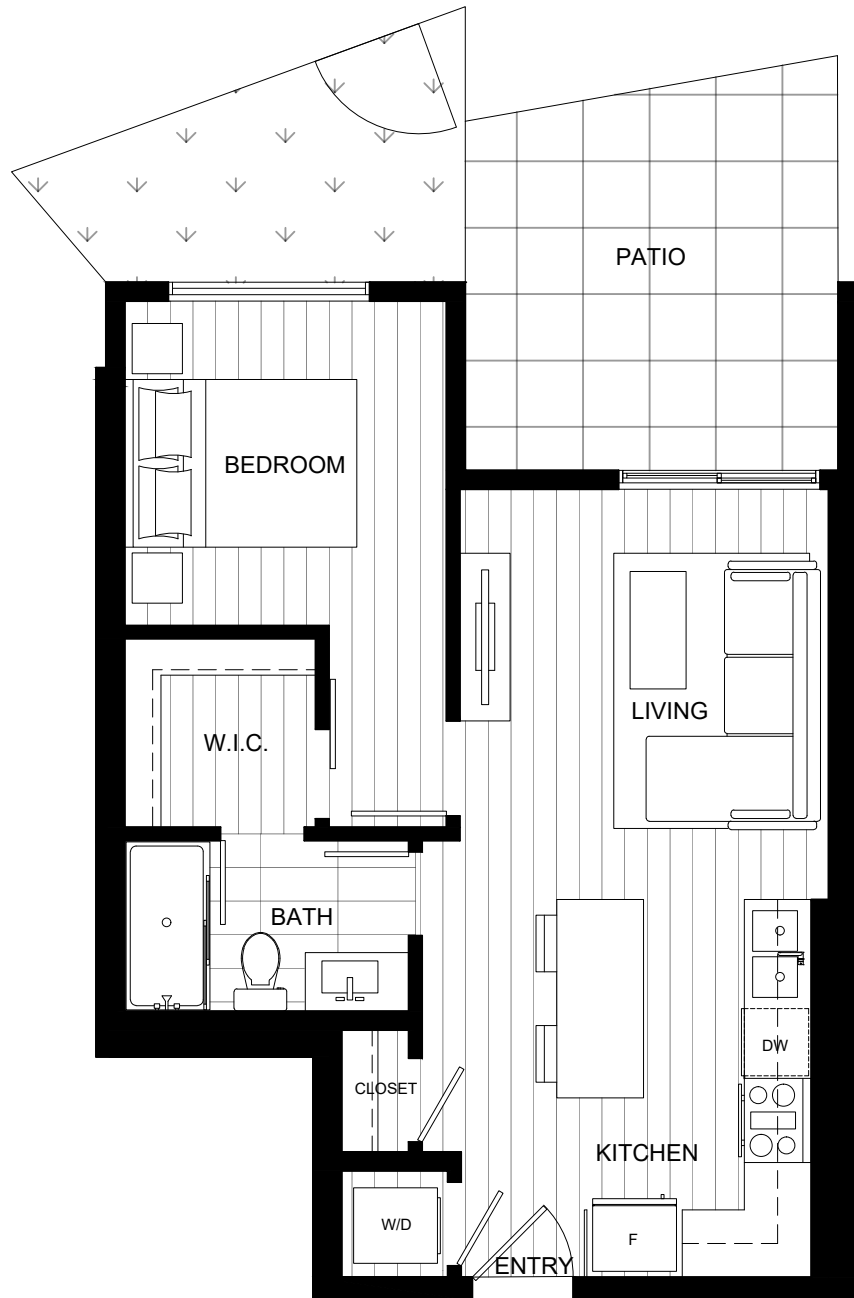 PATIO
BEDROOM
LIVING
W.I.C.
BATH
DW
CLOSET
KITCHEN
W/D
F
ENTRY